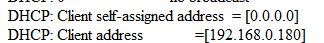 DHCP: Client self-assigned address = [0.0.0.0]
DHCP: Client address =[192.168.0.180]